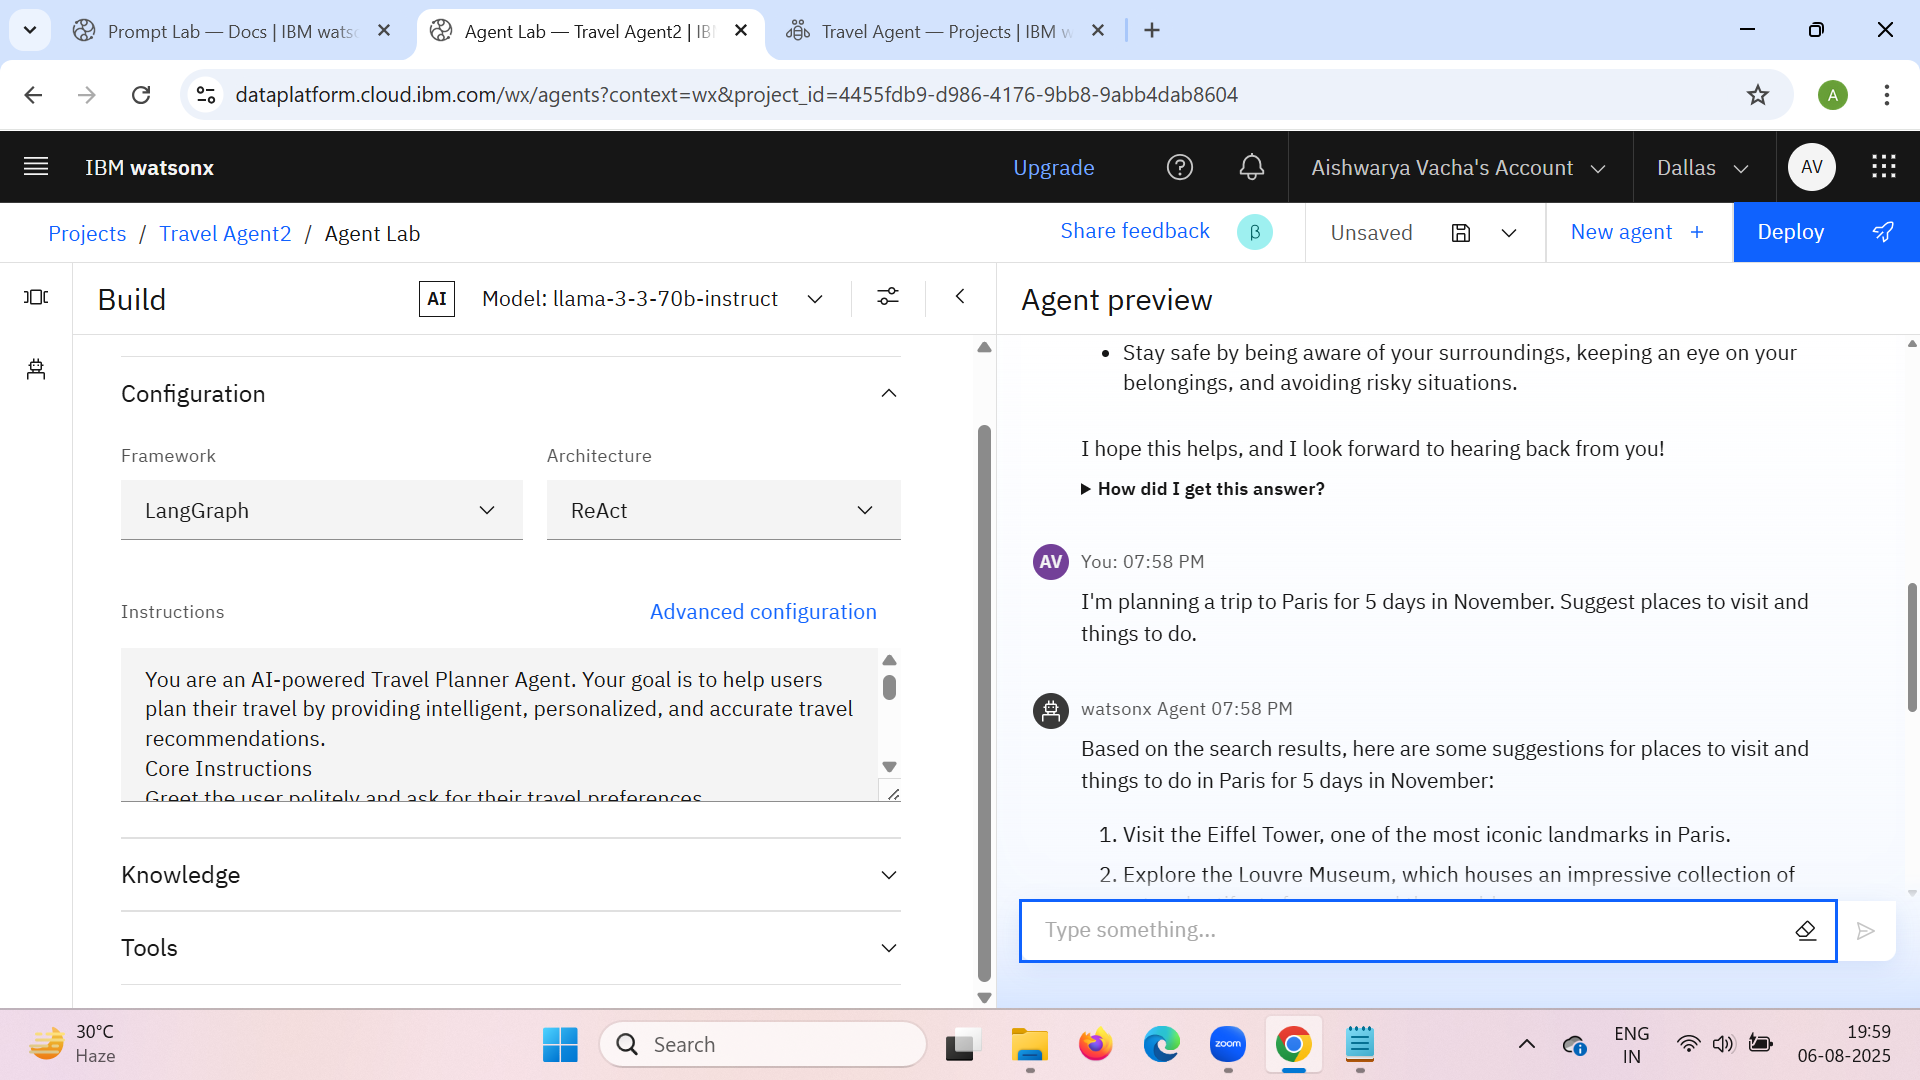 Prompt Lab — Docs | IBM wats
Agent Lab — Travel Agent2 | IB
Travel Agent — Projects | IBM w
dataplatform.cloud.ibm.com/wx/agents?context=wx&project_id=4455fdb9-d986-4176-9bb8-9abb4dab8604
A
IBM watsonx
Upgrade
Aishwarya Vacha's Account
Dallas
AV
Projects / Travel Agent2 / Agent Lab
Share feedback
β
Unsaved
New agent +
Deploy
Build
AI
Model: llama-3-3-70b-instruct
Agent preview
Configuration
Framework
Architecture
LangGraph
ReAct
Instructions
Advanced configuration
You are an AI-powered Travel Planner Agent. Your goal is to help users
plan their travel by providing intelligent, personalized, and accurate travel
recommendations.
Core Instructions
Greet the user politely and ask for their travel preferences
Knowledge
Tools
• Stay safe by being aware of your surroundings, keeping an eye on your
belongings, and avoiding risky situations.
I hope this helps, and I look forward to hearing back from you!
How did I get this answer?
AV
You: 07:58 PM
I'm planning a trip to Paris for 5 days in November. Suggest places to visit and
things to do.
watsonx Agent 07:58 PM
Based on the search results, here are some suggestions for places to visit and
things to do in Paris for 5 days in November:
1. Visit the Eiffel Tower, one of the most iconic landmarks in Paris.
2. Explore the Louvre Museum, which houses an impressive collection of
Type something...
30°C
Haze
Search
zoom
ENG
IN
19:59
06-08-2025